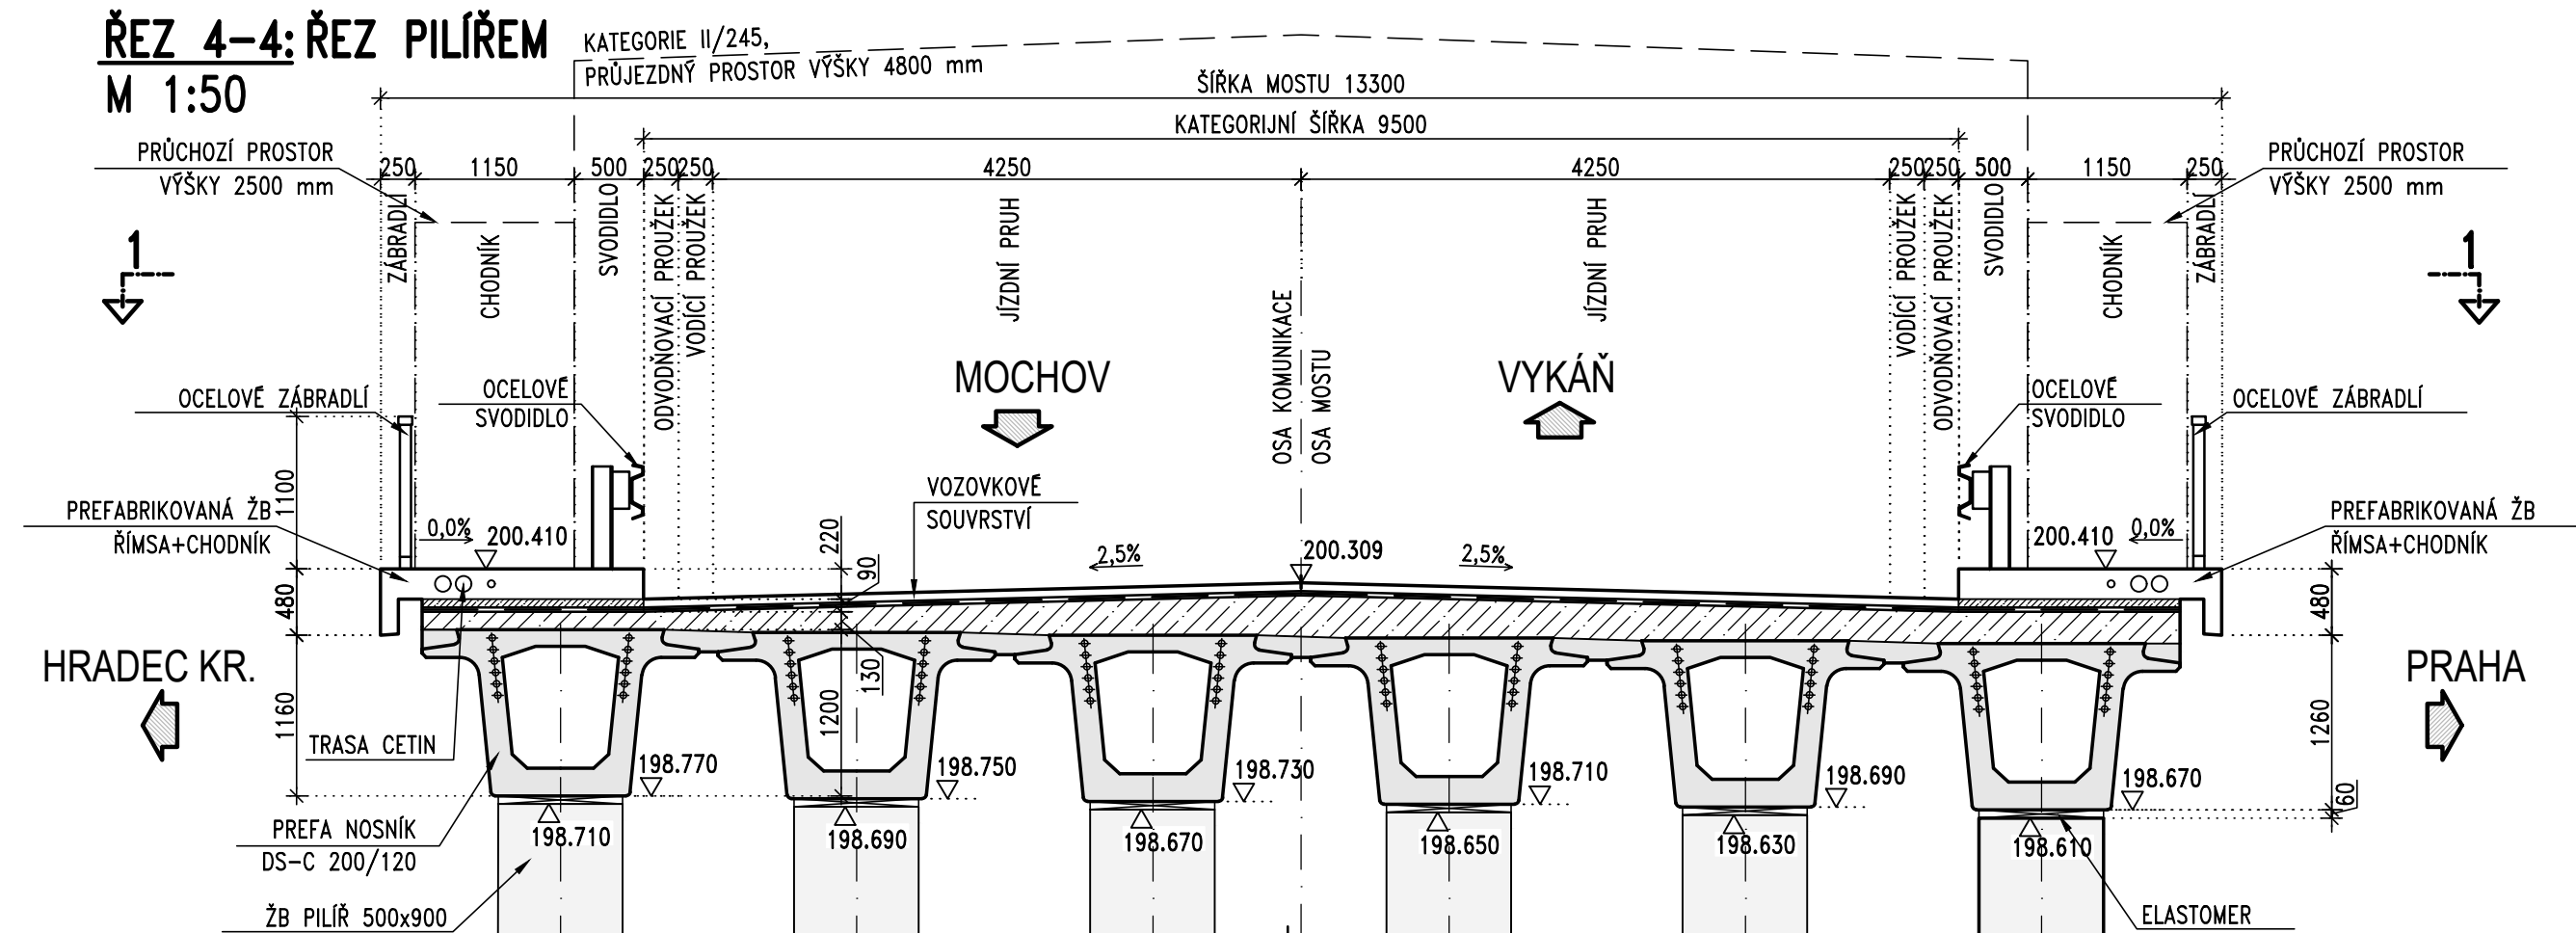 ŘEZ 4-4: ŘEZ PILÍŘEM
M 1:50
KATEGORIE II/245,
PRŮJEZDNÝ PROSTOR VÝŠKY 4800 mm
ŠÍŘKA MOSTU 13300
KATEGORIJNÍ ŠÍŘKA 9500
PRŮCHOZÍ PROSTOR
VÝŠKY 2500 mm
250 1150 500 250 250 4250 4250 250 250 500 1150 250
PRŮCHOZÍ PROSTOR
VÝŠKY 2500 mm
ZÁBRADLÍ
CHODNÍK
SVODIDLO
ODVODŇOVACÍ PROUŽEK
VODÍCÍ PROUŽEK
JÍZDNÍ PRUH
OSA KOMUNIKACE
OSA MOSTU
JÍZDNÍ PRUH
VODÍCÍ PROUŽEK
ODVODŇOVACÍ PROUŽEK
SVODIDLO
CHODNÍK
ZÁBRADLÍ
1
1
MOCHOV
VYKÁŇ
OCELOVÉ ZÁBRADLÍ
OCELOVÉ
SVODIDLO
OCELOVÉ
SVODIDLO
OCELOVÉ ZÁBRADLÍ
1100
PREFABRIKOVANÁ ŽB
ŘÍMSA+CHODNÍK
0,0%
200.410
VOZOVKOVÉ
SOUVRSTVÍ
220
90
2,5%
200.309
2,5%
200.410
0,0%
PREFABRIKOVANÁ ŽB
ŘÍMSA+CHODNÍK
480
480
HRADEC KR.
PRAHA
1160
130
1200
1260
60
TRASA CETIN
198.770
198.750
198.730
198.710
198.690
198.670
PREFA NOSNÍK
DS-C 200/120
198.710
198.690
198.670
198.650
198.630
198.610
ŽB PILÍŘ 500x900
ELASTOMER